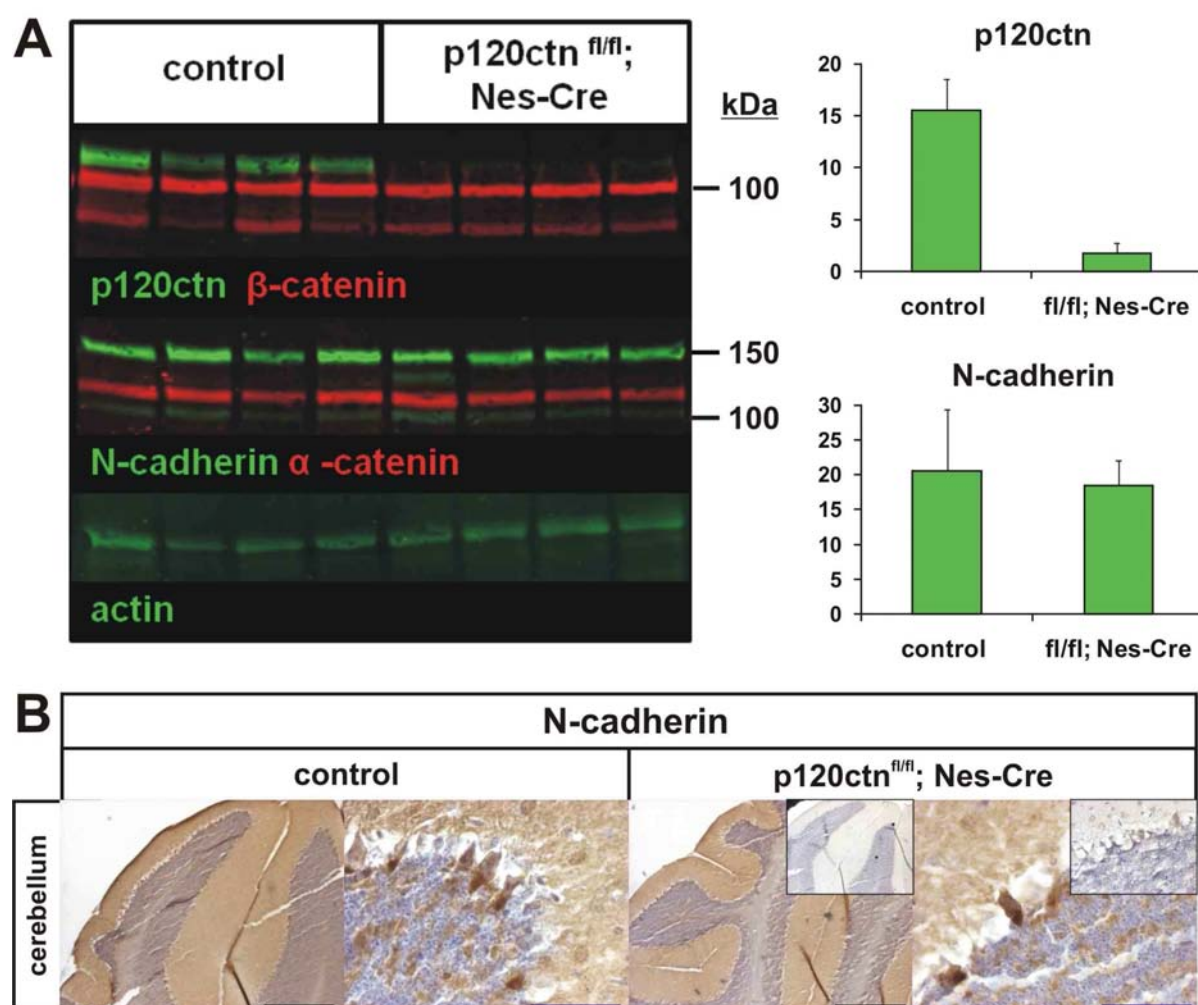 A
control
p120ctn fl/fl;
Nes-Cre
kDa
100
p120ctn β-catenin
150
100
N-cadherin α -catenin
actin
p120ctn
20
15
10
5
0
control fl/fl; Nes-Cre
N-cadherin
30
25
20
15
10
5
0
control fl/fl; Nes-Cre
B
N-cadherin
control p120ctnfl/fl; Nes-Cre
cerebellum